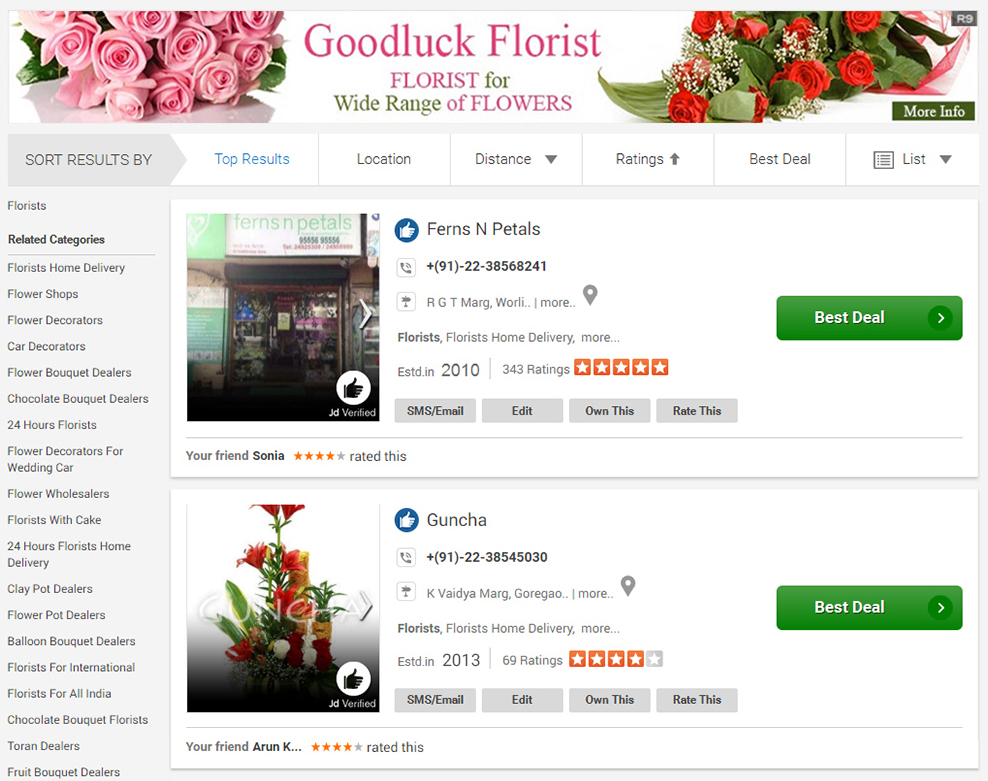 R9
Goodluck Florist
FLORIST for
Wide Range of FLOWERS
More Info
SORT RESULTS BY
Top Results
Location
Distance
Ratings
Best Deal
List
Florists
Related Categories
Florists Home Delivery
Flower Shops
Flower Decorators
Car Decorators
Flower Bouquet Dealers
Chocolate Bouquet Dealers
24 Hours Florists
Flower Decorators For
Wedding Car
Flower Wholesalers
Florists With Cake
24 Hours Florists Home
Delivery
Clay Pot Dealers
Flower Pot Dealers
Balloon Bouquet Dealers
Florists For International
Florists For All India
Chocolate Bouquet Florists
Toran Dealers
Fruit Bouquet Dealers
ferns n petals
95556 95556
Jd Verified
Ferns N Petals
+(91)-22-38568241
R G T Marg, Worli.. | more..
Florists, Florists Home Delivery, more...
Estd.in 2010 343 Ratings
SMS/Email Edit Own This Rate This
Best Deal
Your friend Sonia rated this
GUNCHA
Jd Verified
Guncha
+(91)-22-38545030
K Vaidya Marg, Goregao.. | more..
Florists, Florists Home Delivery, more...
Estd.in 2013 69 Ratings
SMS/Email Edit Own This Rate This
Best Deal
Your friend Arun K... rated this